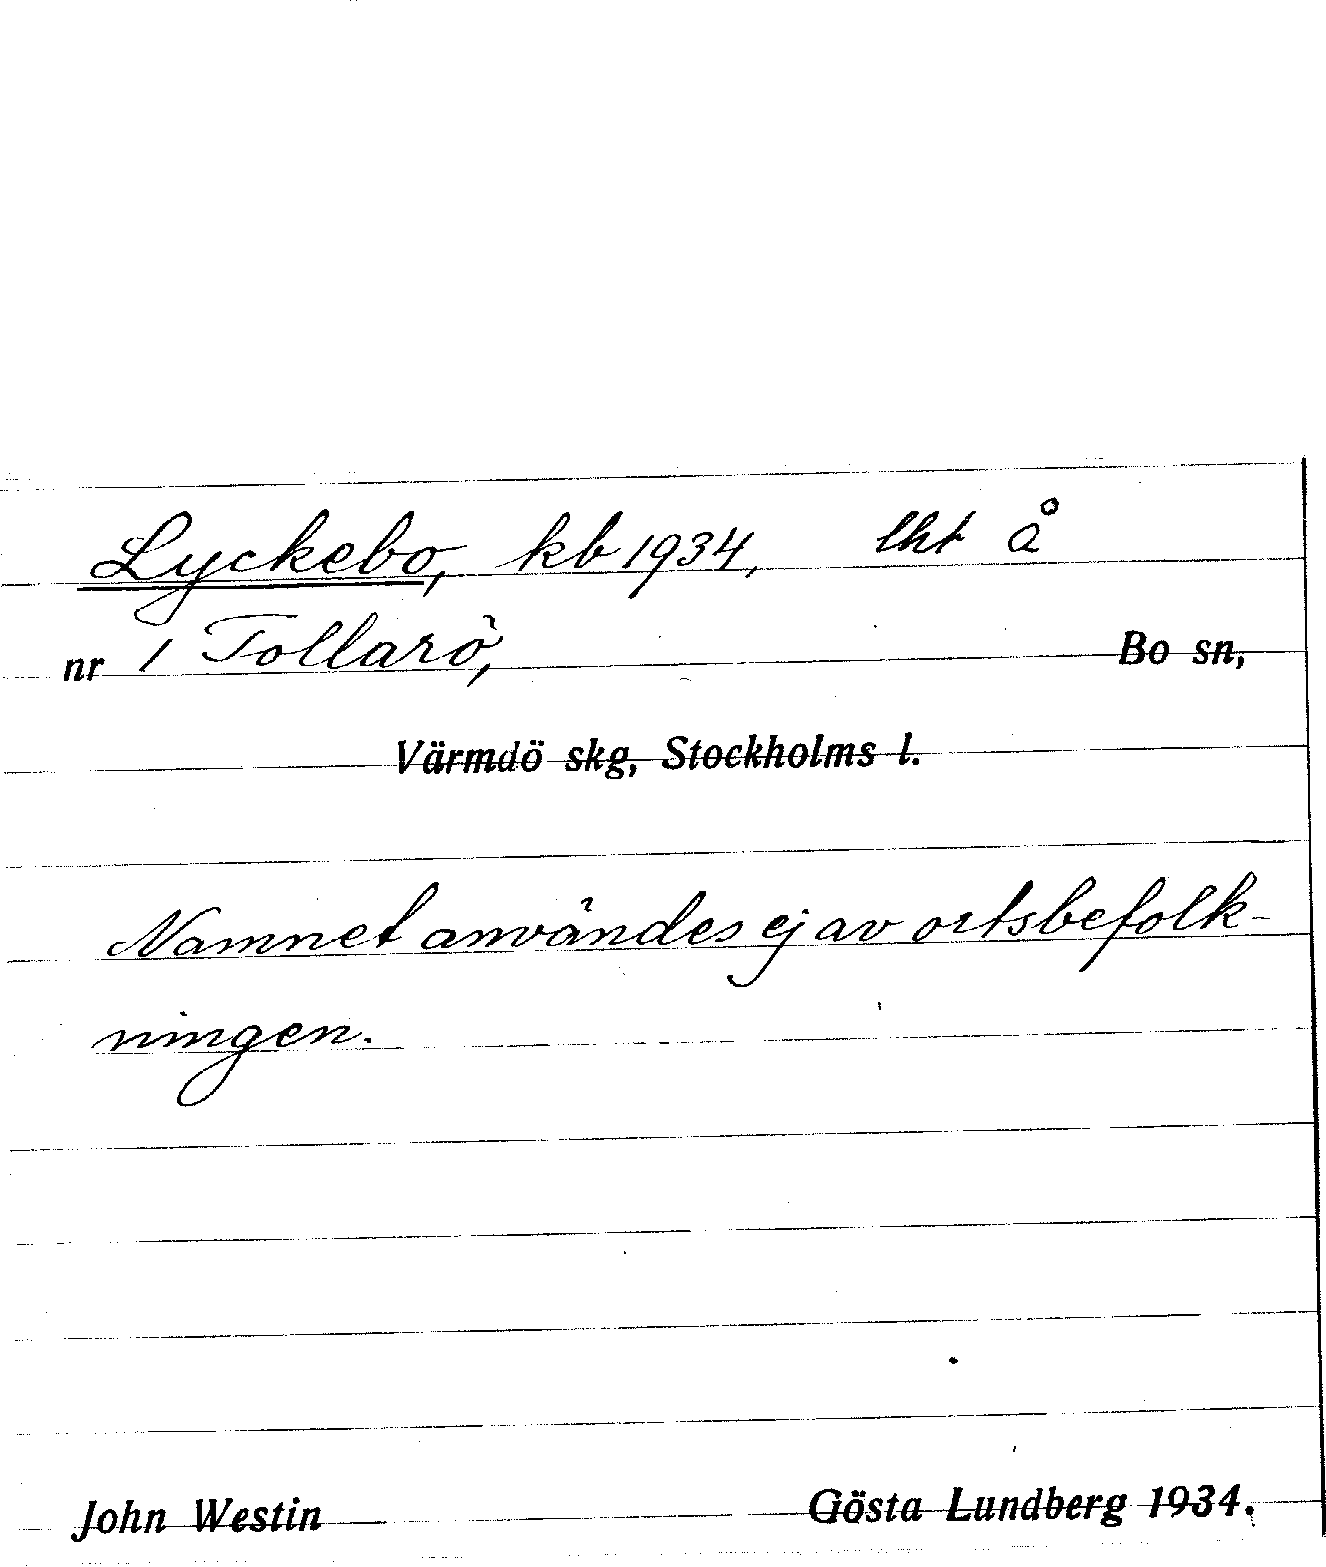 Lyckebo, kb 1934, lht å
nr 1 Tollarö, Bo sn,
Värmdö skg, Stockholms l.
Namnet användes ej av ortsbefolk-
ningen.
John Westin Gösta Lundberg 1934.